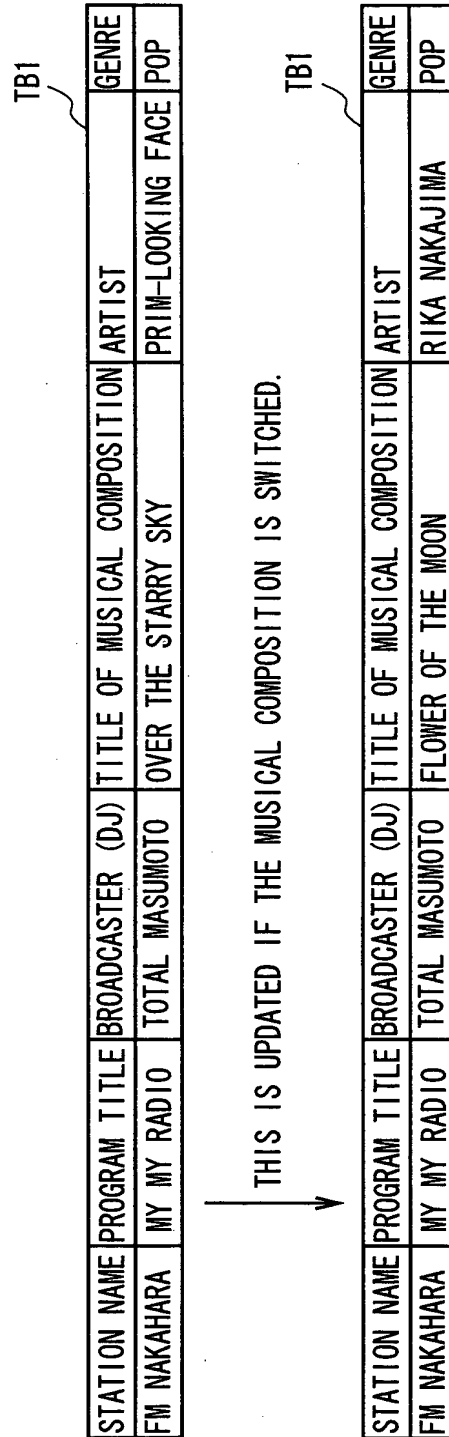 TB1
STATION NAME PROGRAM TITLE BROADCASTER (DJ) TITLE OF MUSICAL COMPOSITION ARTIST GENRE
FM NAKAHARA MY MY RADIO TOTAL MASUMOTO OVER THE STARRY SKY PRIM-LOOKING FACE POP
THIS IS UPDATED IF THE MUSICAL COMPOSITION IS SWITCHED.
TB1
STATION NAME PROGRAM TITLE BROADCASTER (DJ) TITLE OF MUSICAL COMPOSITION ARTIST GENRE
FM NAKAHARA MY MY RADIO TOTAL MASUMOTO FLOWER OF THE MOON RIKA NAKAJIMA POP